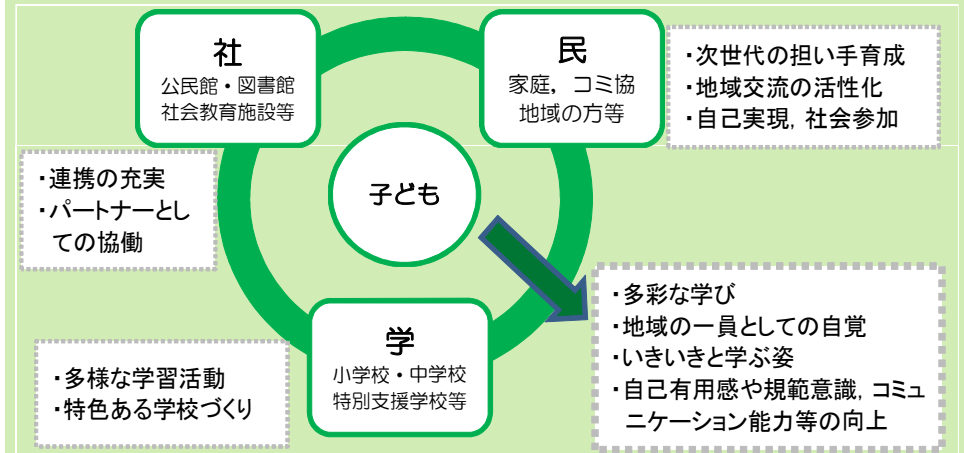 社
公民館・図書館
社会教育施設等
民
家庭，コミ協
地域の方等
・次世代の担い手育成
・地域交流の活性化
・自己実現，社会参加
・連携の充実
・パートナーとし
ての協働
子ども
学
小学校・中学校
特別支援学校等
・多様な学習活動
・特色ある学校づくり
・多彩な学び
・地域の一員としての自覚
・いきいきと学ぶ姿
・自己有用感や規範意識，コミュ
ニケーション能力等の向上